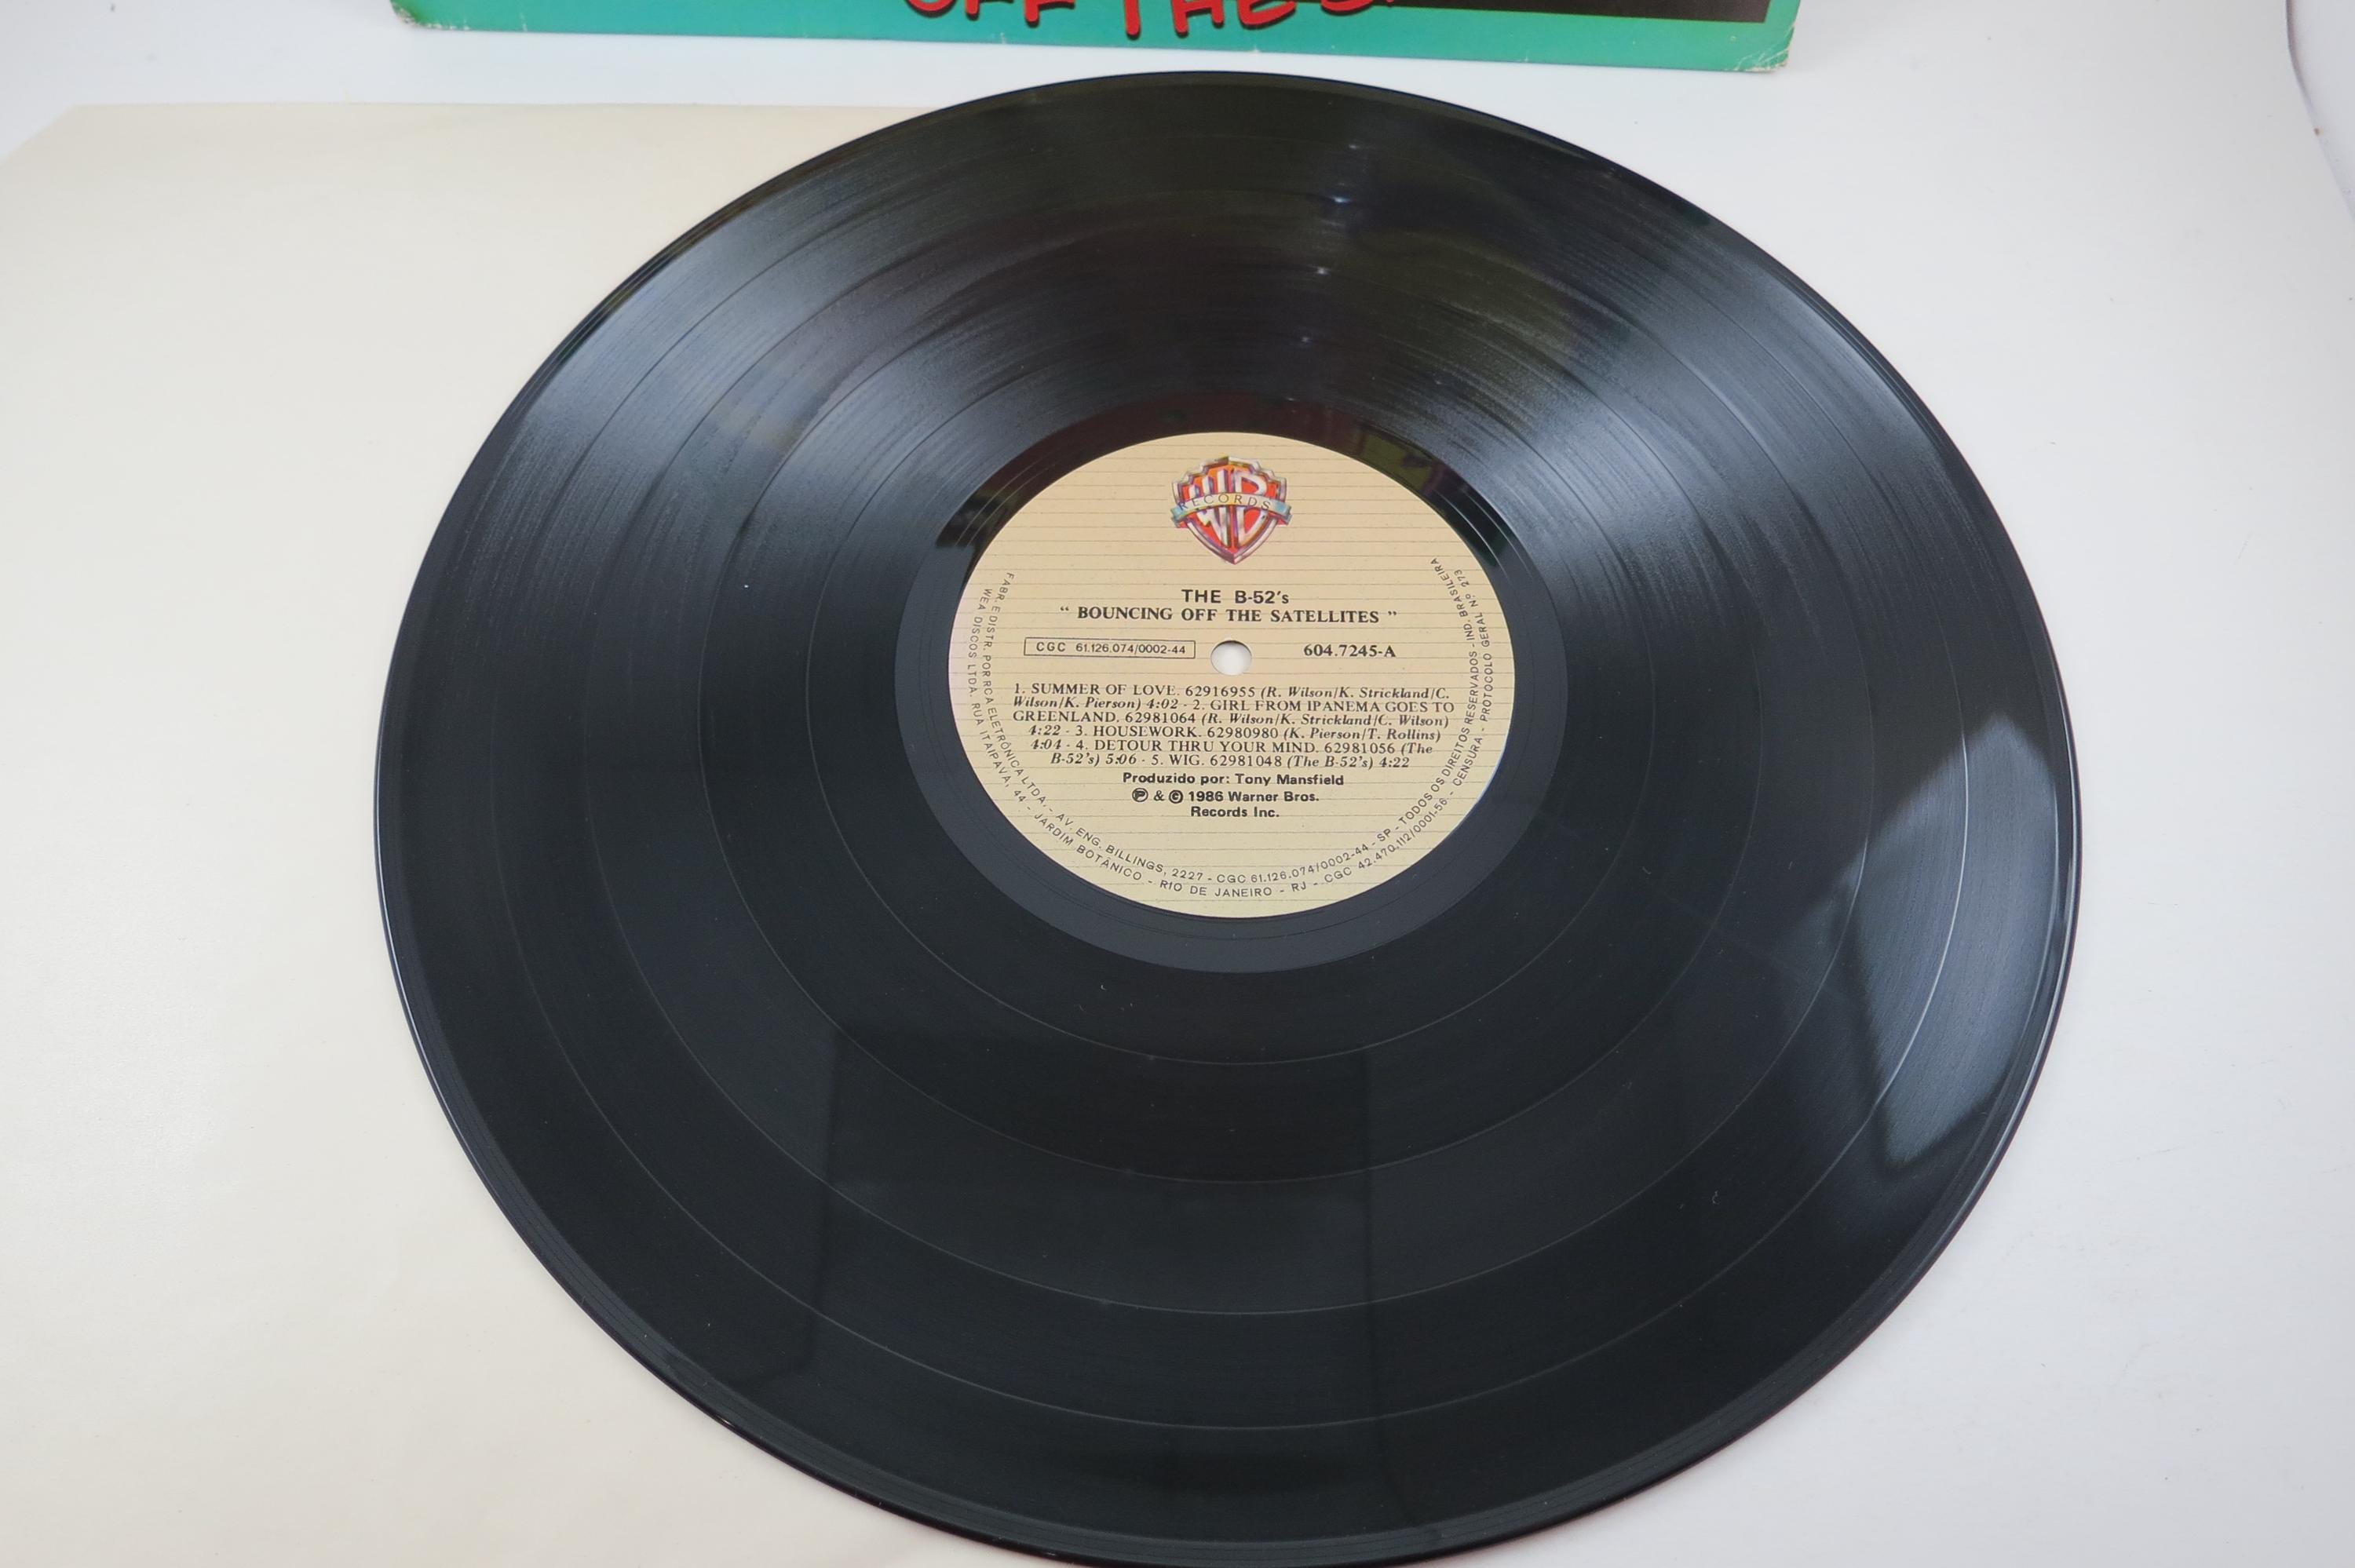 OFF THE S
WB
RECORDS
THE B-52's
" BOUNCING OFF THE SATELLITES "
CGC 61.126.074/0002-44
604.7245-A
1. SUMMER OF LOVE. 62916955 (R. Wilson/K. Strickland/C.
Wilson/K. Pierson) 4:02 - 2. GIRL FROM IPANEMA GOES TO
GREENLAND. 62981064 (R. Wilson/K. Strickland/C. Wilson)
4:22 - 3. HOUSEWORK. 62980980 (K. Pierson/T. Rollins)
4:04 - 4. DETOUR THRU YOUR MIND. 62981056 (The
B-52's) 5:06 - 5. WIG. 62981048 (The B-52's) 4:22
Produzido por: Tony Mansfield
Ⓟ & © 1986 Warner Bros.
Records Inc.
FABR. E DISTR. POR RCA ELETRÔNICA LTDA. - AV. ENG. BILLINGS, 2227 - CGC 61.126.074/0002-44 - SP - TODOS OS DIREITOS RESERVADOS - IND. BRASILEIRA
WEA DISCOS LTDA. RUA ITAIPAVA, 44 - JARDIM BOTÂNICO - RIO DE JANEIRO - RJ - CGC 42.470.112/0001-56 - CENSURA - PROTOCOLO GERAL N.º 273